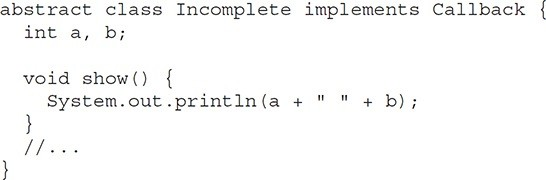 abstract class Incomplete implements Callback {
  int a, b;

  void show() {
    System.out.println(a + " " + b);
  }
  //...
}